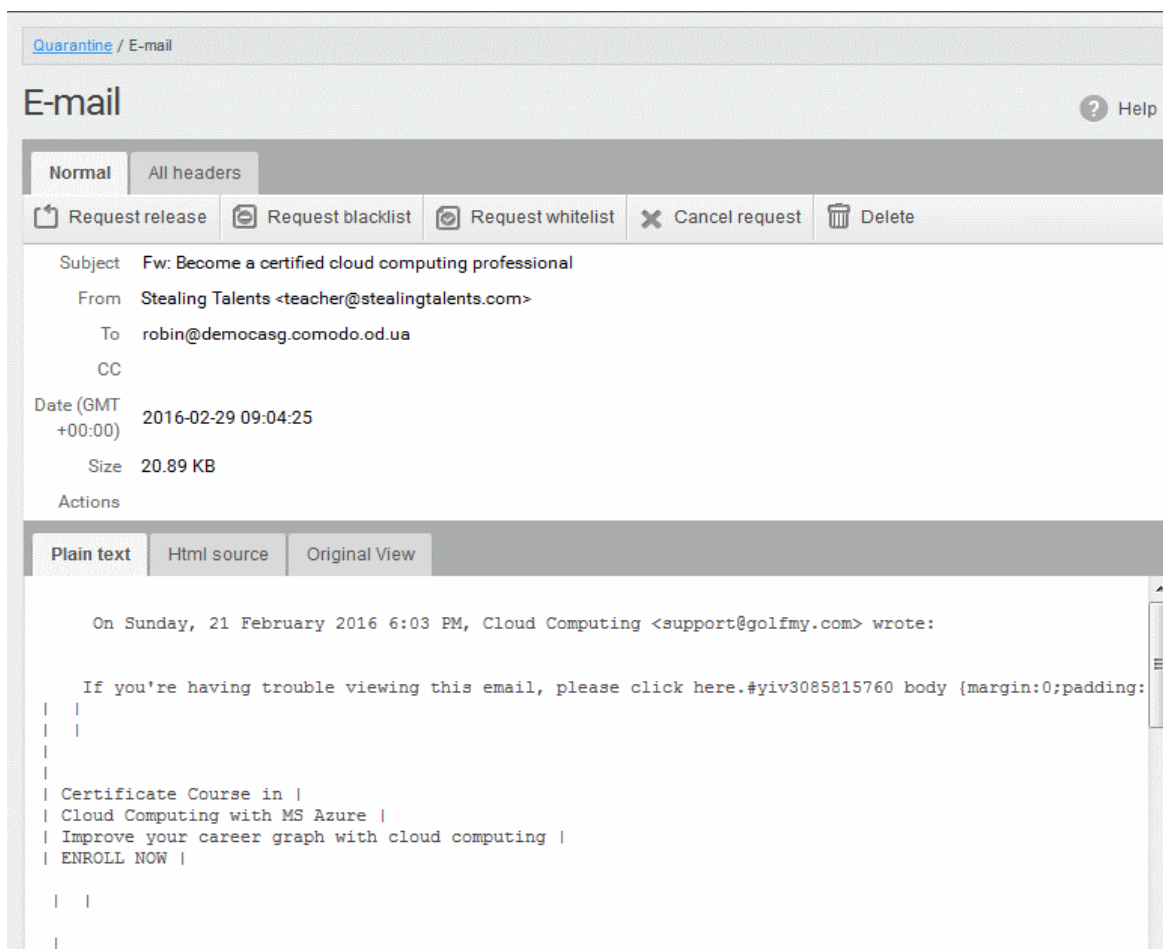 Quarantine / E-mail
E-mail
Help
Normal All headers
Request release Request blacklist Request whitelist Cancel request Delete
Subject Fw: Become a certified cloud computing professional
From Stealing Talents <teacher@stealingtalents.com>
To robin@democasg.comodo.od.ua
CC
Date (GMT
+00:00) 2016-02-29 09:04:25
Size 20.89 KB
Actions
Plain text Html source Original View
On Sunday, 21 February 2016 6:03 PM, Cloud Computing <support@golfmy.com> wrote:
If you're having trouble viewing this email, please click here.#yiv3085815760 body {margin:0;padding:
| |
| |
|
|
| Certificate Course in |
| Cloud Computing with MS Azure |
| Improve your career graph with cloud computing |
| ENROLL NOW |
| |
|